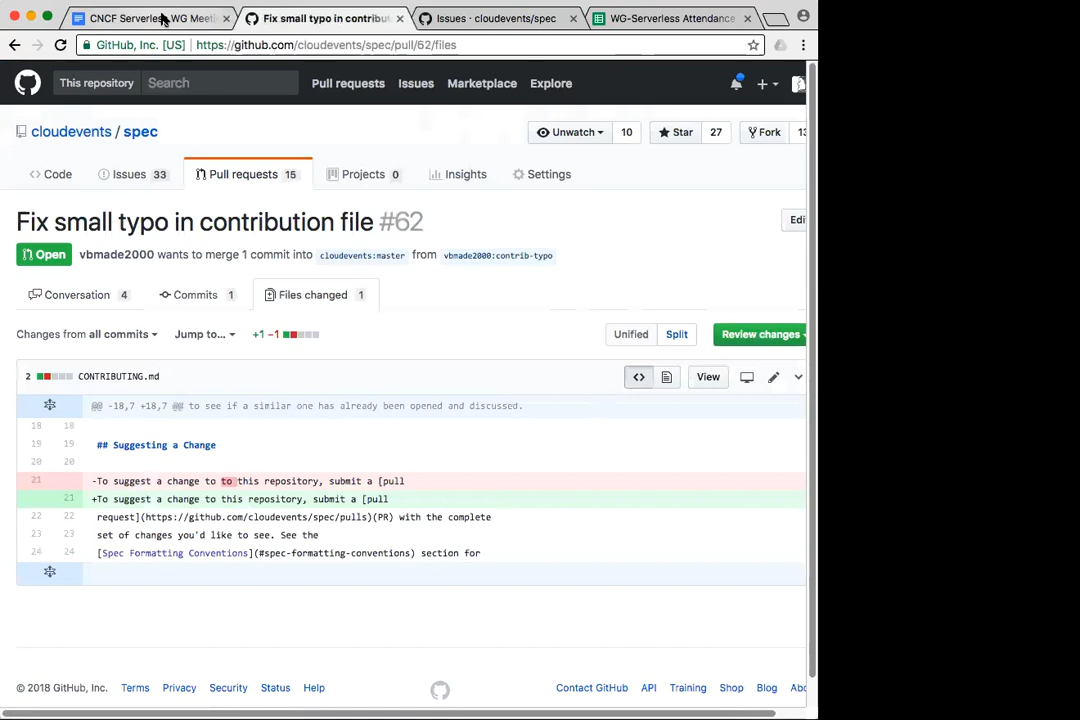 CNCF Serverless WG Meeti
Fix small typo in contribut
Issues · cloudevents/spec
WG-Serverless Attendance
GitHub, Inc. [US]
https://github.com/cloudevents/spec/pull/62/files
This repository
Search
Pull requests
Issues
Marketplace
Explore
cloudevents / spec
Unwatch
10
Star
27
Fork
13
Code
Issues 33
Pull requests 15
Projects 0
Insights
Settings
Fix small typo in contribution file #62
Edi
Open
vbmade2000 wants to merge 1 commit into cloudevents:master from vbmade2000:contrib-typo
Conversation 4
Commits 1
Files changed 1
Changes from all commits
Jump to...
+1 −1
Unified
Split
Review changes
2
CONTRIBUTING.md
View
@@ -18,7 +18,7 @@ to see if a similar one has already been opened and discussed.
18 18
19 19 ## Suggesting a Change
20 20
21 -To suggest a change to to this repository, submit a [pull
21 +To suggest a change to this repository, submit a [pull
22 22 request](https://github.com/cloudevents/spec/pulls)(PR) with the complete
23 23 set of changes you'd like to see. See the
24 24 [Spec Formatting Conventions](#spec-formatting-conventions) section for
© 2018 GitHub, Inc.
Terms
Privacy
Security
Status
Help
Contact GitHub
API
Training
Shop
Blog
Abo